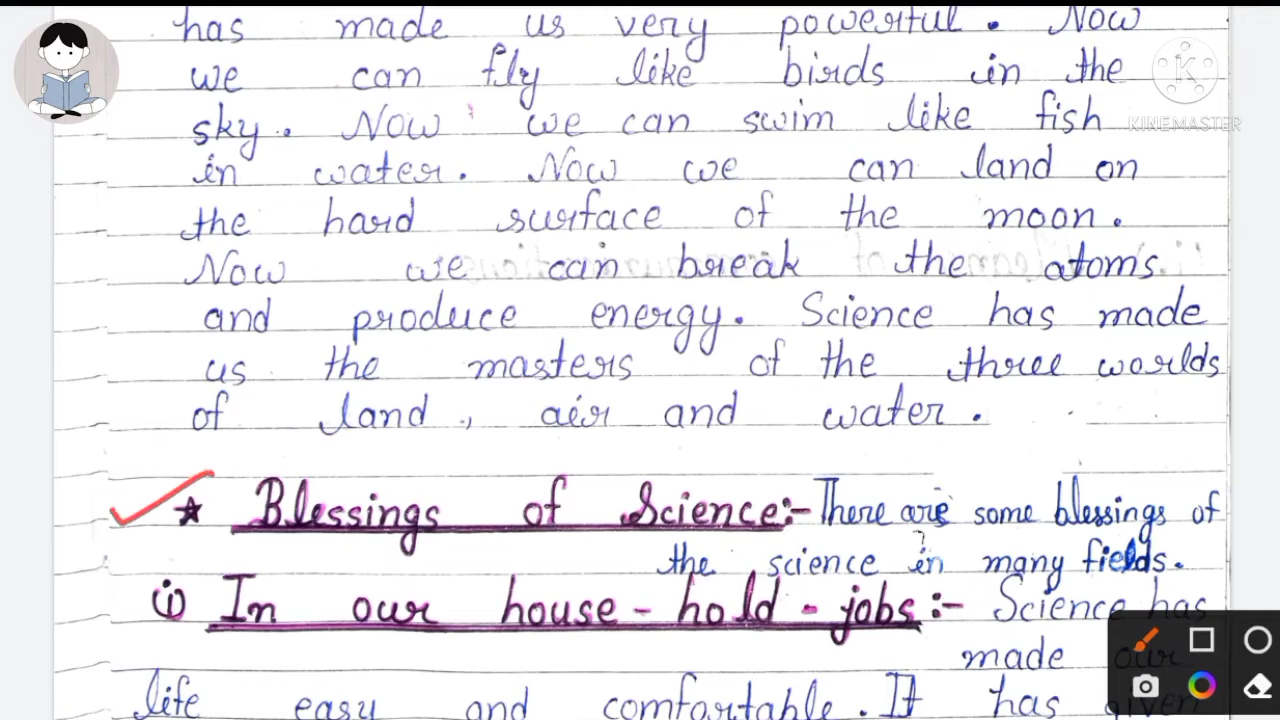 has made us very powerful. Now
we can fly like birds in the
KINEMASTER
sky. Now we can swim like fish
in water. Now we can land on
the hard surface of the moon.
Now we can break the atoms
and produce energy. Science has made
us the masters of the three worlds
of land, air and water.
★ Blessings of Science:- There are some blessings of
the science in many fields.
(i) In our house-hold-jobs:- Science has
made our
life easy and comfortable. It has given